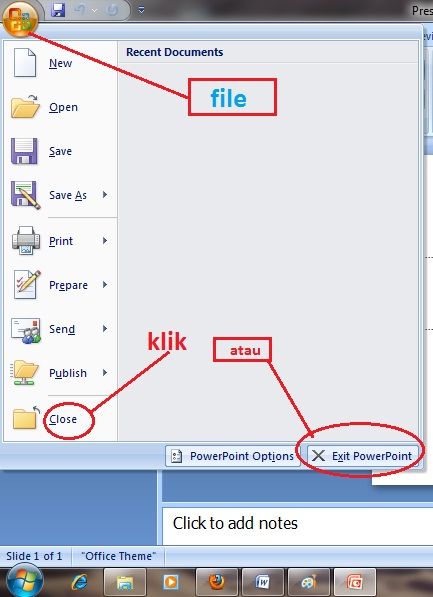 Pres
Recent Documents
New
file
Open
Save
Save As
Print
Prepare
Send
klik
atau
Publish
Close
PowerPoint Options
Exit PowerPoint
Click to add notes
Slide 1 of 1
"Office Theme"